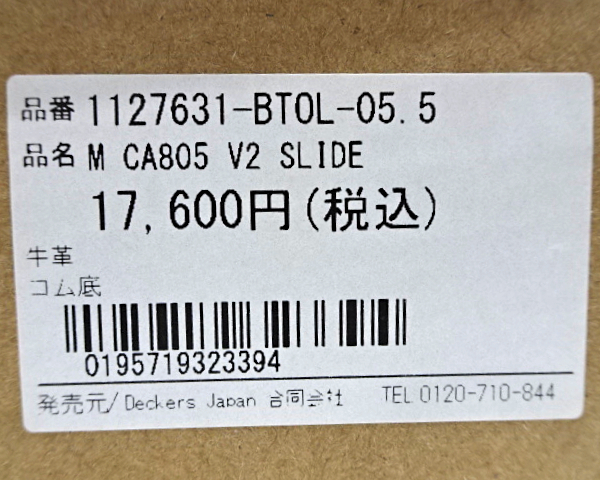 品番 1127631-BTOL-05.5
品名 M CA805 V2 SLIDE
17,600円(税込)
牛革
ゴム底
0195719323394
発売元/Deckers Japan 合同会社 TEL 0120-710-844